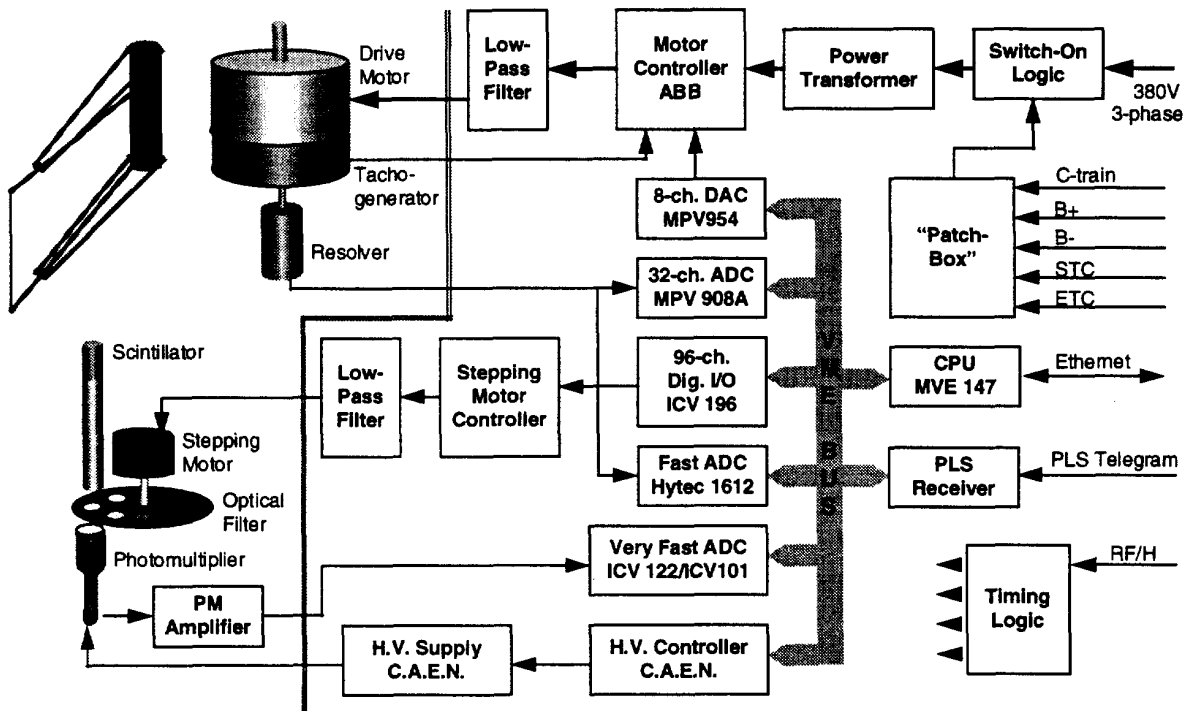 Drive
Motor
Tacho-
generator
Resolver
Low-
Pass
Filter
Motor
Controller
ABB
Power
Transformer
Switch-On
Logic
380V
3-phase
8-ch. DAC
MPV954
"Patch-
Box"
C-train
B+
B-
STC
ETC
32-ch. ADC
MPV 908A
Scintillator
Low-
Pass
Filter
Stepping
Motor
Controller
96-ch.
Dig. I/O
ICV 196
VME BUS
CPU
MVE 147
Ethernet
Stepping
Motor
Optical
Filter
Fast ADC
Hytec 1612
PLS
Receiver
PLS Telegram
Photomultiplier
PM
Amplifier
Very Fast ADC
ICV 122/ICV101
Timing
Logic
RF/H
H.V. Supply
C.A.E.N.
H.V. Controller
C.A.E.N.